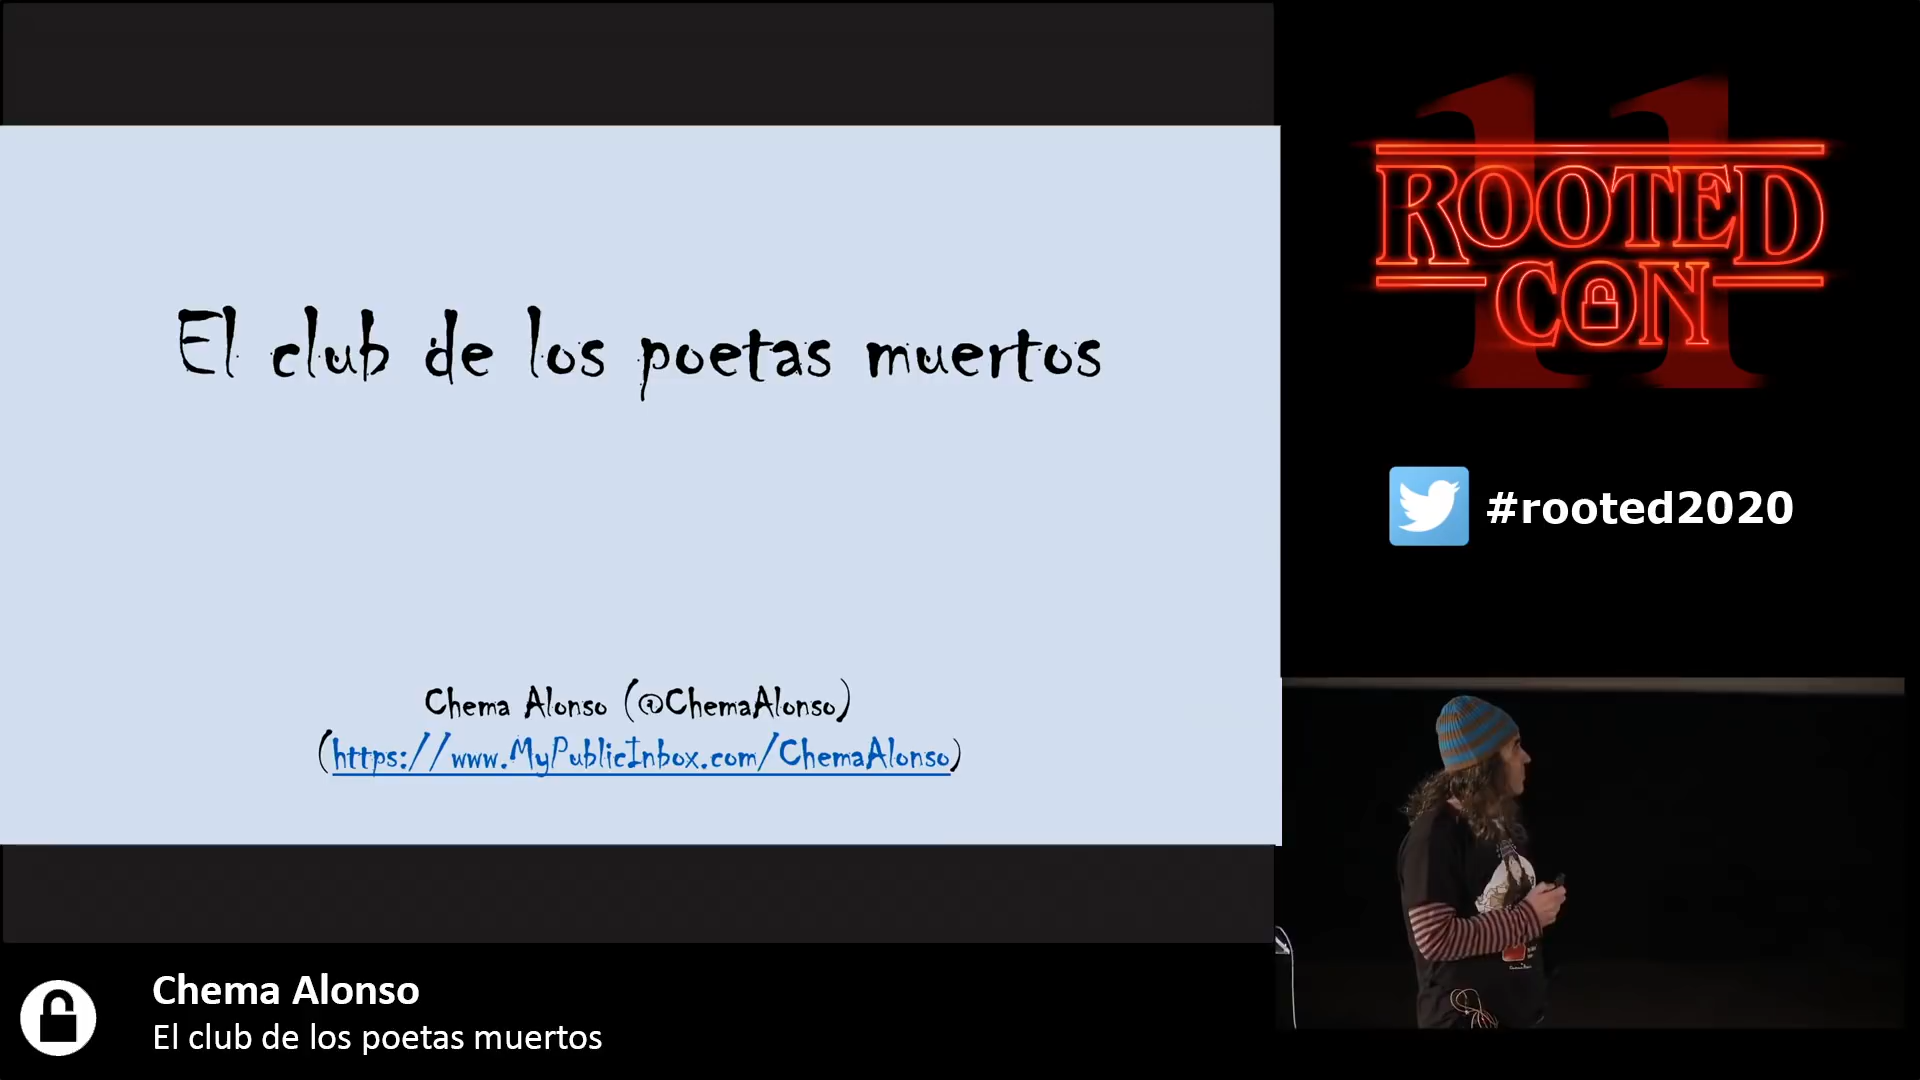 El club de los poetas muertos
Chema Alonso (@ChemaAlonso)
(https://www.MyPublicInbox.com/ChemaAlonso)
11
ROOTED
CON
#rooted2020
Chema Alonso
El club de los poetas muertos